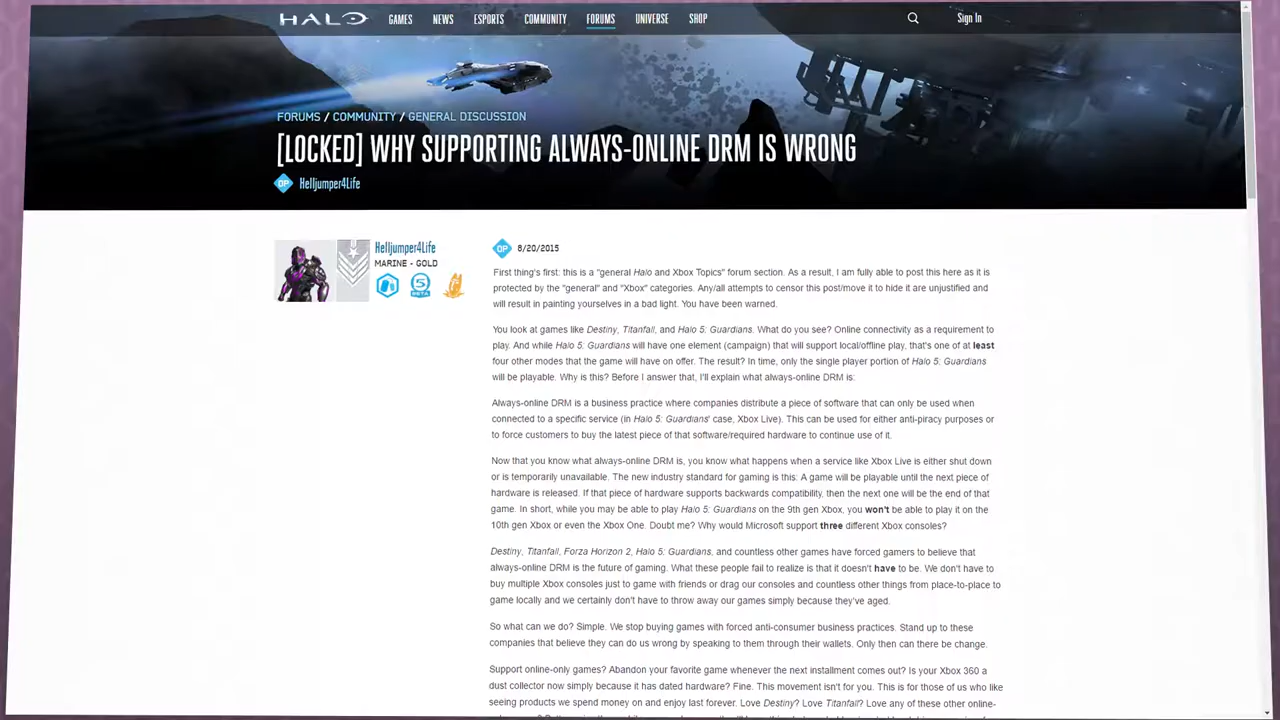 HALO GAMES NEWS ESPORTS COMMUNITY FORUMS UNIVERSE SHOP Sign In
FORUMS / COMMUNITY / GENERAL DISCUSSION
[LOCKED] WHY SUPPORTING ALWAYS-ONLINE DRM IS WRONG
OP Helljumper4Life
Helljumper4Life
MARINE - GOLD
5 BETA
OP 8/20/2015
First thing's first: this is a "general Halo and Xbox Topics" forum section. As a result, I am fully able to post this here as it is
protected by the "general" and "Xbox" categories. Any/all attempts to censor this post/move it to hide it are unjustified and
will result in painting yourselves in a bad light. You have been warned.
You look at games like Destiny, Titanfall, and Halo 5: Guardians. What do you see? Online connectivity as a requirement to
play. And while Halo 5: Guardians will have one element (campaign) that will support local/offline play, that's one of at least
four other modes that the game will have on offer. The result? In time, only the single player portion of Halo 5: Guardians
will be playable. Why is this? Before I answer that, I'll explain what always-online DRM is:
Always-online DRM is a business practice where companies distribute a piece of software that can only be used when
connected to a specific service (in Halo 5: Guardians' case, Xbox Live). This can be used for either anti-piracy purposes or
to force customers to buy the latest piece of that software/required hardware to continue use of it.
Now that you know what always-online DRM is, you know what happens when a service like Xbox Live is either shut down
or is temporarily unavailable. The new industry standard for gaming is this: A game will be playable until the next piece of
hardware is released. If that piece of hardware supports backwards compatibility, then the next one will be the end of that
game. In short, while you may be able to play Halo 5: Guardians on the 9th gen Xbox, you won't be able to play it on the
10th gen Xbox or even the Xbox One. Doubt me? Why would Microsoft support three different Xbox consoles?
Destiny, Titanfall, Forza Horizon 2, Halo 5: Guardians, and countless other games have forced gamers to believe that
always-online DRM is the future of gaming. What these people fail to realize is that it doesn't have to be. We don't have to
buy multiple Xbox consoles just to game with friends or drag our consoles and countless other things from place-to-place to
game locally and we certainly don't have to throw away our games simply because they've aged.
So what can we do? Simple. We stop buying games with forced anti-consumer business practices. Stand up to these
companies that believe they can do us wrong by speaking to them through their wallets. Only then can there be change.
Support online-only games? Abandon your favorite game whenever the next installment comes out? Is your Xbox 360 a
dust collector now simply because it has dated hardware? Fine. This movement isn't for you. This is for those of us who like
seeing products we spend money on and enjoy last forever. Love Destiny? Love Titanfall? Love any of these other online-